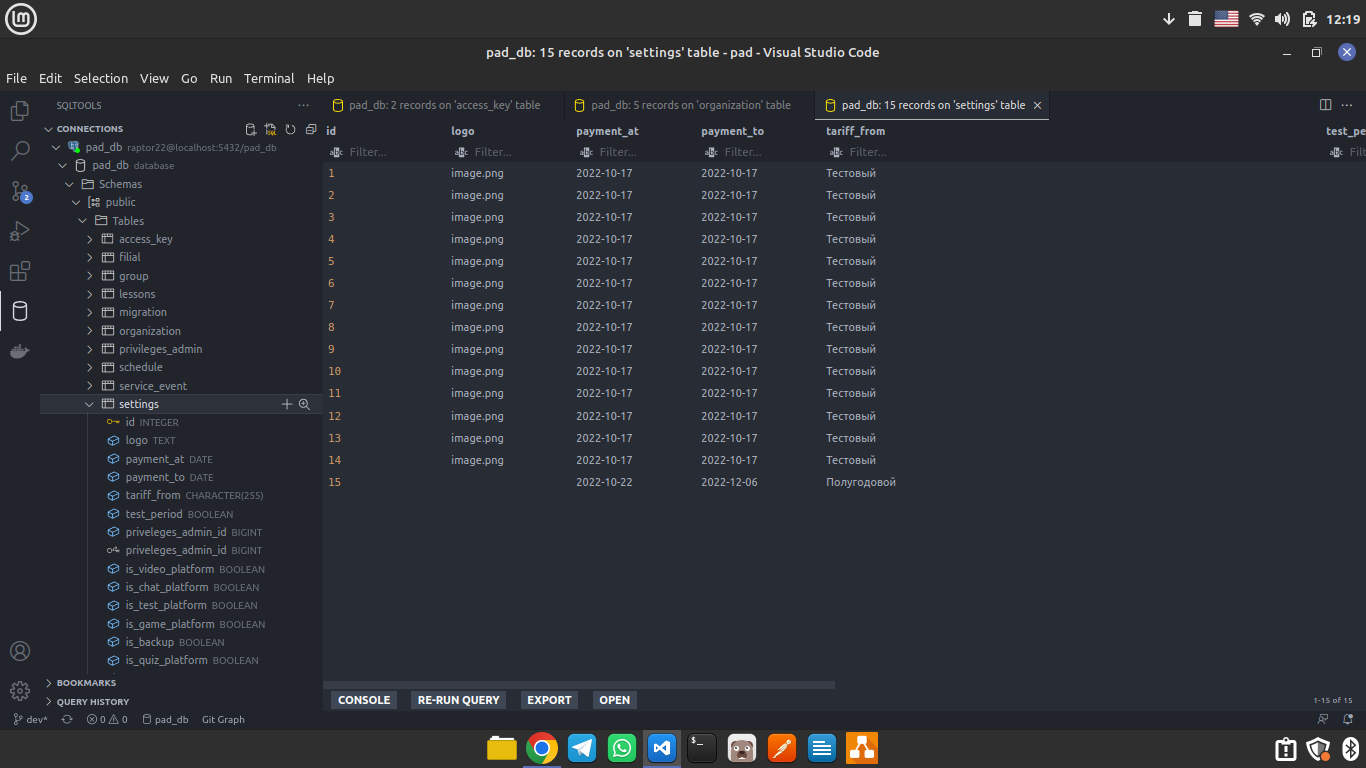 12:19
pad_db: 15 records on 'settings' table - pad - Visual Studio Code
File Edit Selection View Go Run Terminal Help
SQLTOOLS
pad_db: 2 records on 'access_key' table
pad_db: 5 records on 'organization' table
pad_db: 15 records on 'settings' table
CONNECTIONS
pad_db raptor22@localhost:5432/pad_db
pad_db database
Schemas
public
Tables
access_key
filial
group
lessons
migration
organization
privileges_admin
schedule
service_event
settings
id INTEGER
logo TEXT
payment_at DATE
payment_to DATE
tariff_from CHARACTER(255)
test_period BOOLEAN
priveleges_admin_id BIGINT
priveleges_admin_id BIGINT
is_video_platform BOOLEAN
is_chat_platform BOOLEAN
is_test_platform BOOLEAN
is_game_platform BOOLEAN
is_backup BOOLEAN
is_quiz_platform BOOLEAN
BOOKMARKS
QUERY HISTORY
2
id logo payment_at payment_to tariff_from test_pe
Filter... Filter... Filter... Filter... Filter... Filt
1 image.png 2022-10-17 2022-10-17 Тестовый
2 image.png 2022-10-17 2022-10-17 Тестовый
3 image.png 2022-10-17 2022-10-17 Тестовый
4 image.png 2022-10-17 2022-10-17 Тестовый
5 image.png 2022-10-17 2022-10-17 Тестовый
6 image.png 2022-10-17 2022-10-17 Тестовый
7 image.png 2022-10-17 2022-10-17 Тестовый
8 image.png 2022-10-17 2022-10-17 Тестовый
9 image.png 2022-10-17 2022-10-17 Тестовый
10 image.png 2022-10-17 2022-10-17 Тестовый
11 image.png 2022-10-17 2022-10-17 Тестовый
12 image.png 2022-10-17 2022-10-17 Тестовый
13 image.png 2022-10-17 2022-10-17 Тестовый
14 image.png 2022-10-17 2022-10-17 Тестовый
15 2022-10-22 2022-12-06 Полугодовой
CONSOLE RE-RUN QUERY EXPORT OPEN
1-15 of 15
dev* 0 0 pad_db Git Graph